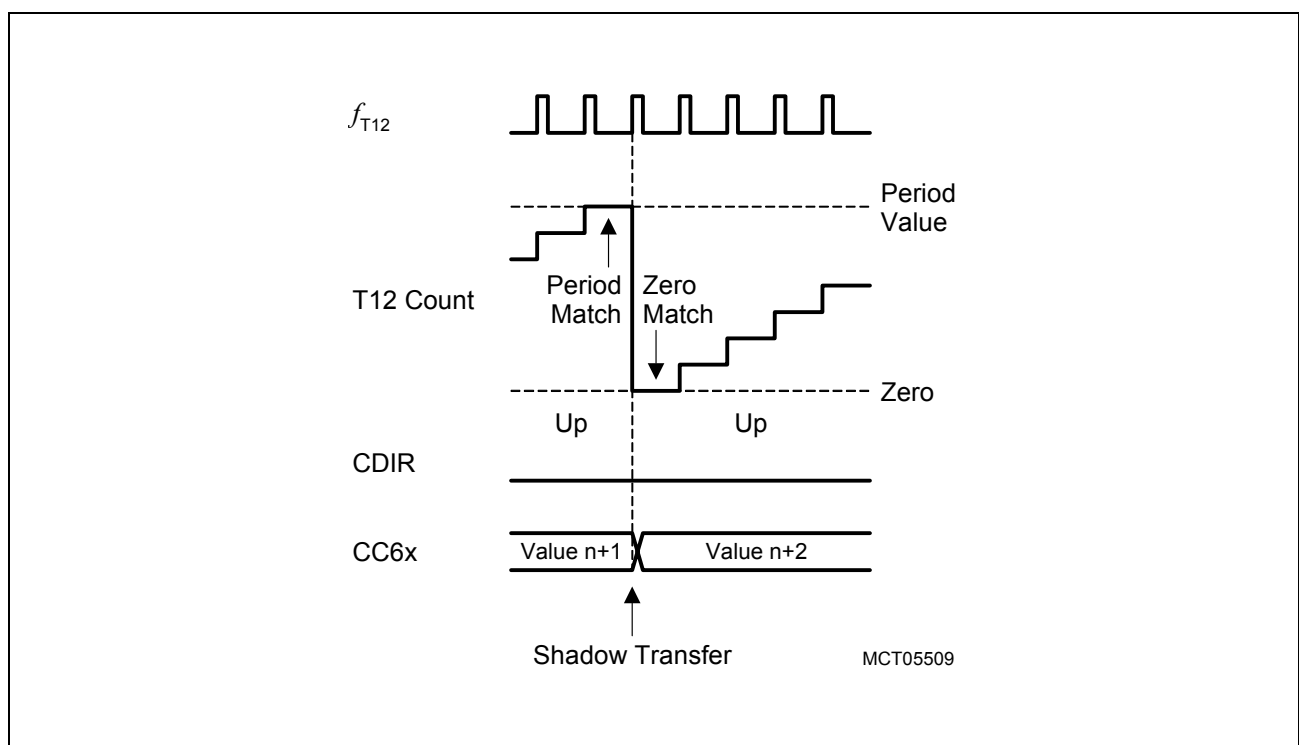 fT12
Period
Value
T12 Count
Period
Match
Zero
Match
Zero
Up
Up
CDIR
CC6x
Value n+1
Value n+2
Shadow Transfer
MCT05509